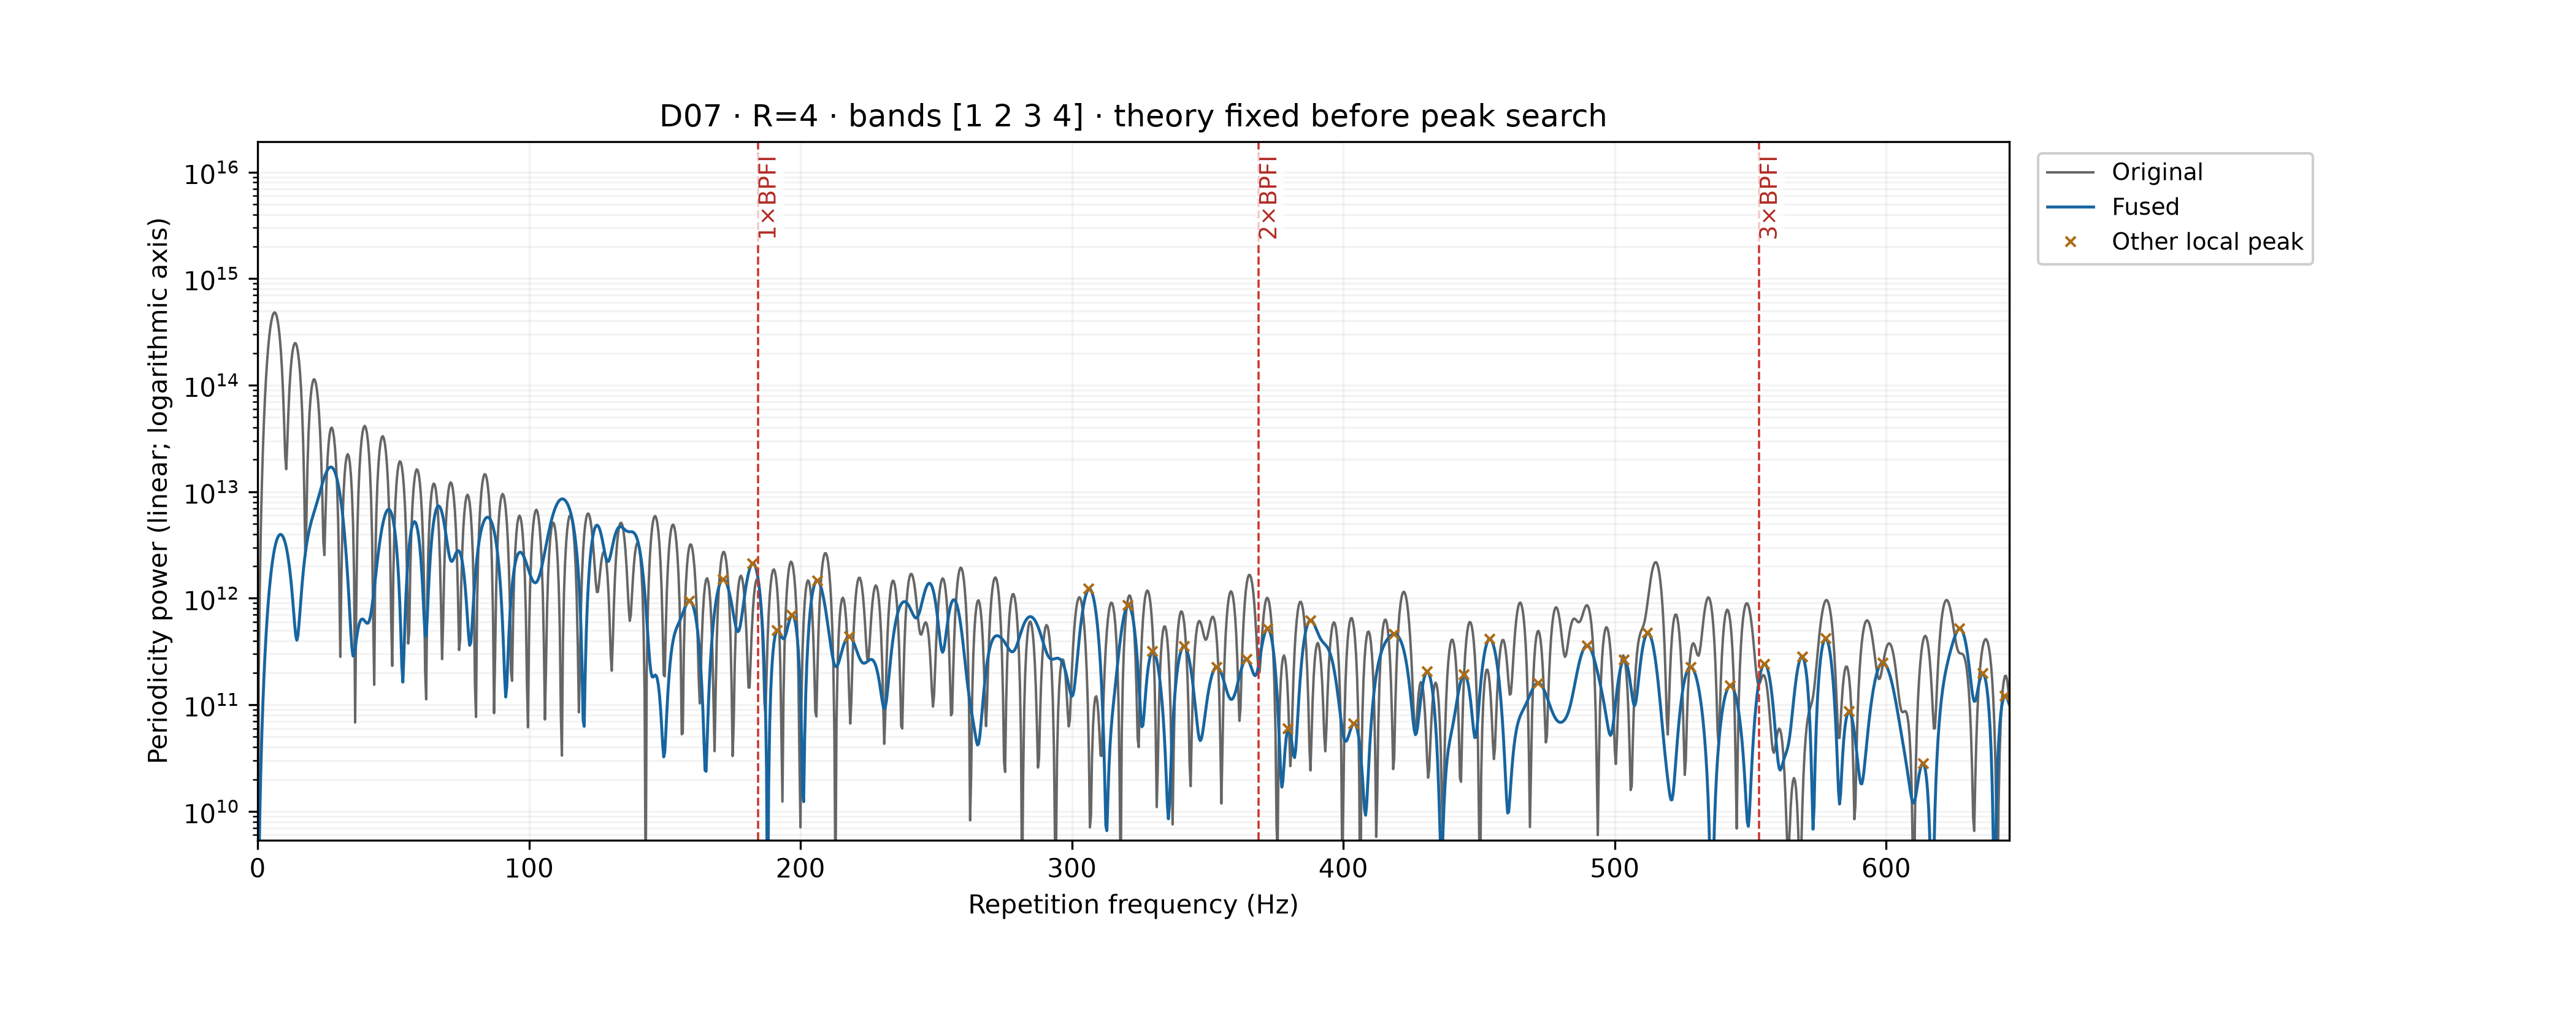 D07 · R=4 · bands [1 2 3 4] · theory fixed before peak search
Periodicity power (linear; logarithmic axis)
10¹⁶
10¹⁵
10¹⁴
10¹³
10¹²
10¹¹
10¹⁰
1×BPFI
2×BPFI
3×BPFI
Original
Fused
Other local peak
0
100
200
300
400
500
600
Repetition frequency (Hz)